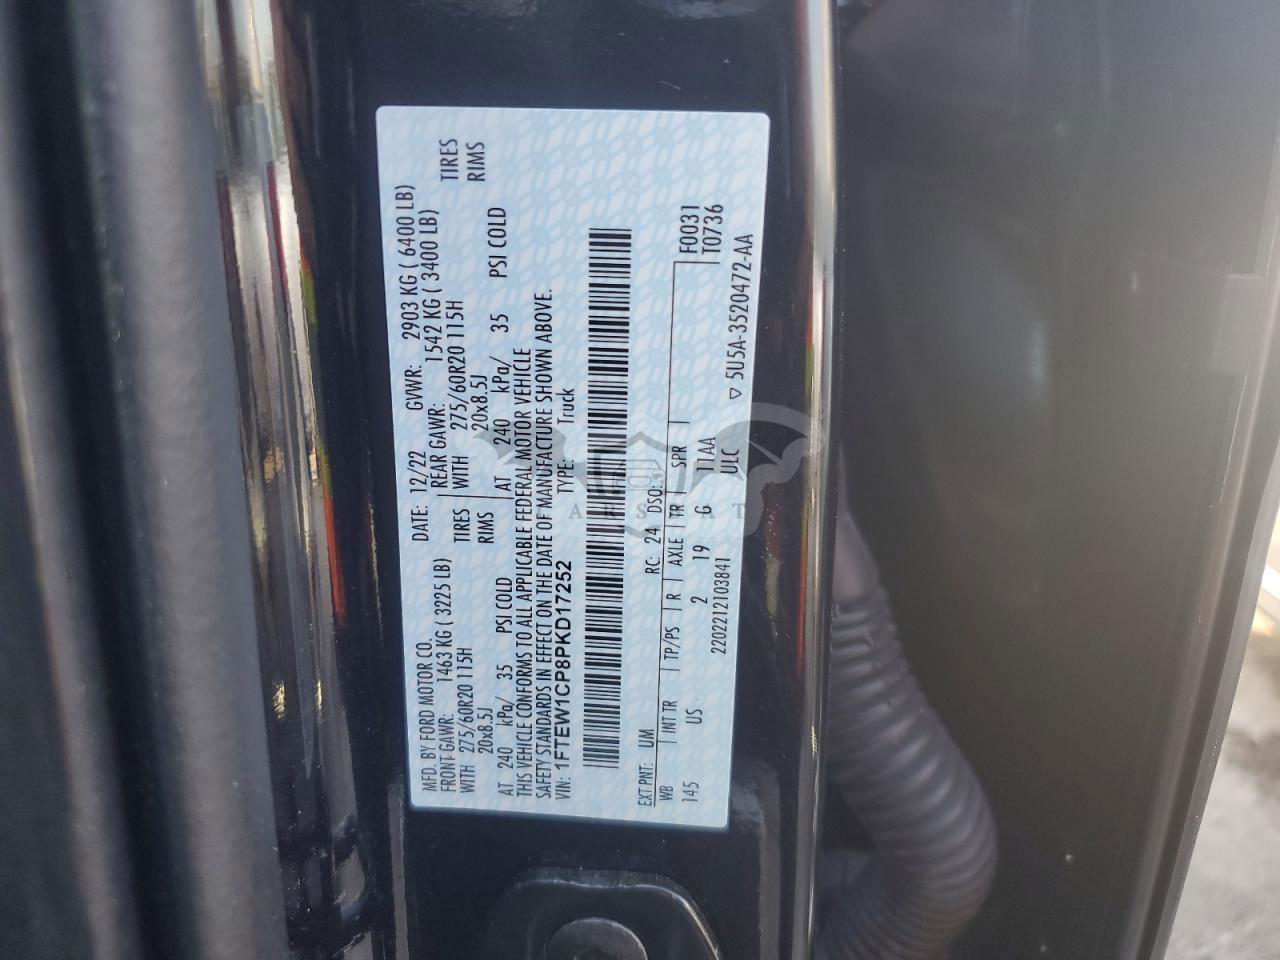 MFD. BY FORD MOTOR CO. DATE: 12/22 GVWR: 2903 KG ( 6400 LB)
FRONT GAWR: 1463 KG ( 3225 LB) REAR GAWR: 1542 KG ( 3400 LB)
WITH 275/60R20 115H TIRES WITH 275/60R20 115H TIRES
20x8.5J RIMS 20x8.5J RIMS
AT 240 kPa/ 35 PSI COLD AT 240 kPa/ 35 PSI COLD
THIS VEHICLE CONFORMS TO ALL APPLICABLE FEDERAL MOTOR VEHICLE
SAFETY STANDARDS IN EFFECT ON THE DATE OF MANUFACTURE SHOWN ABOVE.
VIN: 1FTEW1CP8PKD17252 TYPE: Truck
EXT PNT: UM RC: 24 DSO: F0031
WB INT TR TP/PS R AXLE TR SPR T0736
145 US 2 19 G 11AA
2202212103841 ULC ▽ 5U5A-3520472-AA